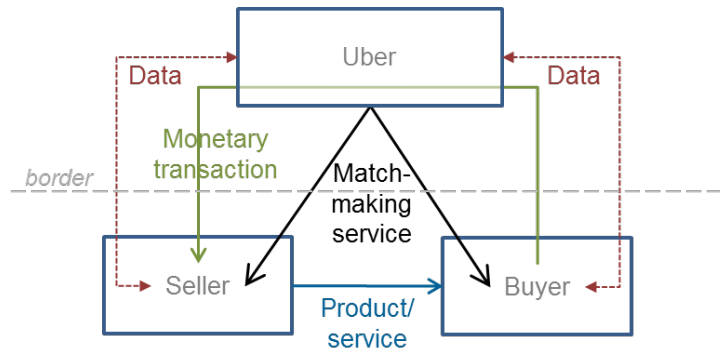 Uber
Data
Data
Monetary
transaction
border
Match-
making
service
Seller
Buyer
Product/
service